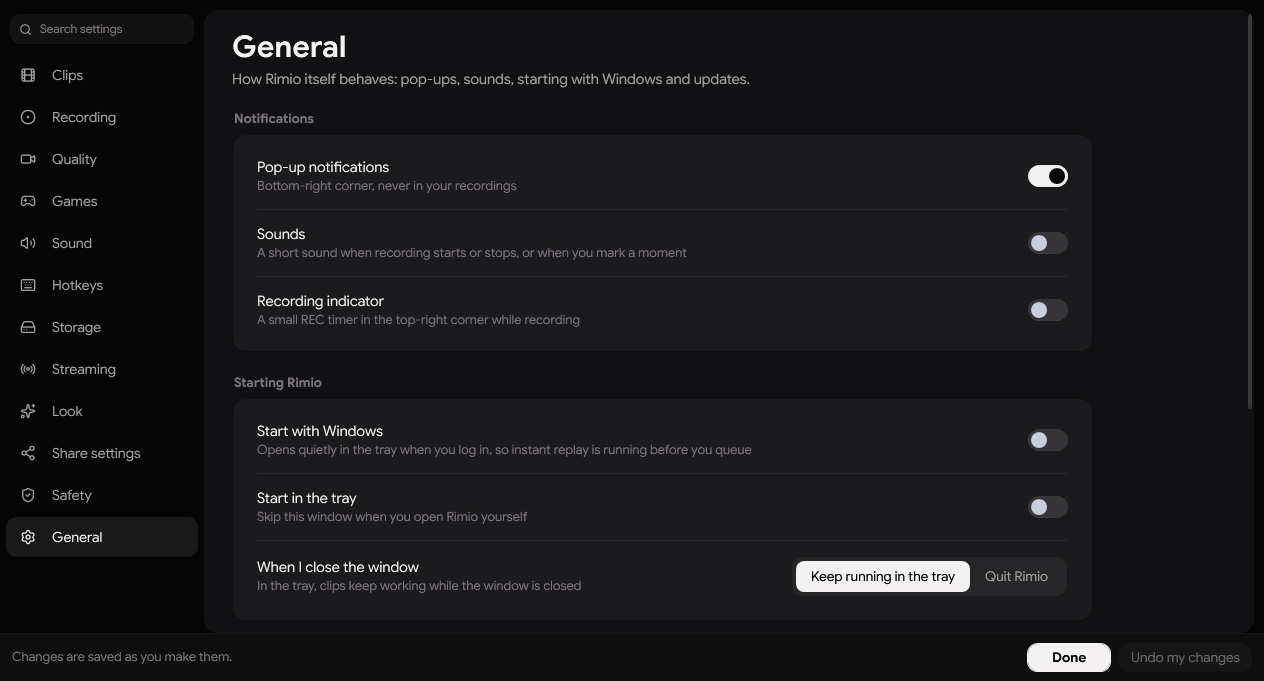 Search settings
Clips
Recording
Quality
Games
Sound
Hotkeys
Storage
Streaming
Look
Share settings
Safety
General
General
How Rimio itself behaves: pop-ups, sounds, starting with Windows and updates.
Notifications
Pop-up notifications
Bottom-right corner, never in your recordings
Sounds
A short sound when recording starts or stops, or when you mark a moment
Recording indicator
A small REC timer in the top-right corner while recording
Starting Rimio
Start with Windows
Opens quietly in the tray when you log in, so instant replay is running before you queue
Start in the tray
Skip this window when you open Rimio yourself
When I close the window
In the tray, clips keep working while the window is closed
Keep running in the tray
Quit Rimio
Changes are saved as you make them.
Done
Undo my changes